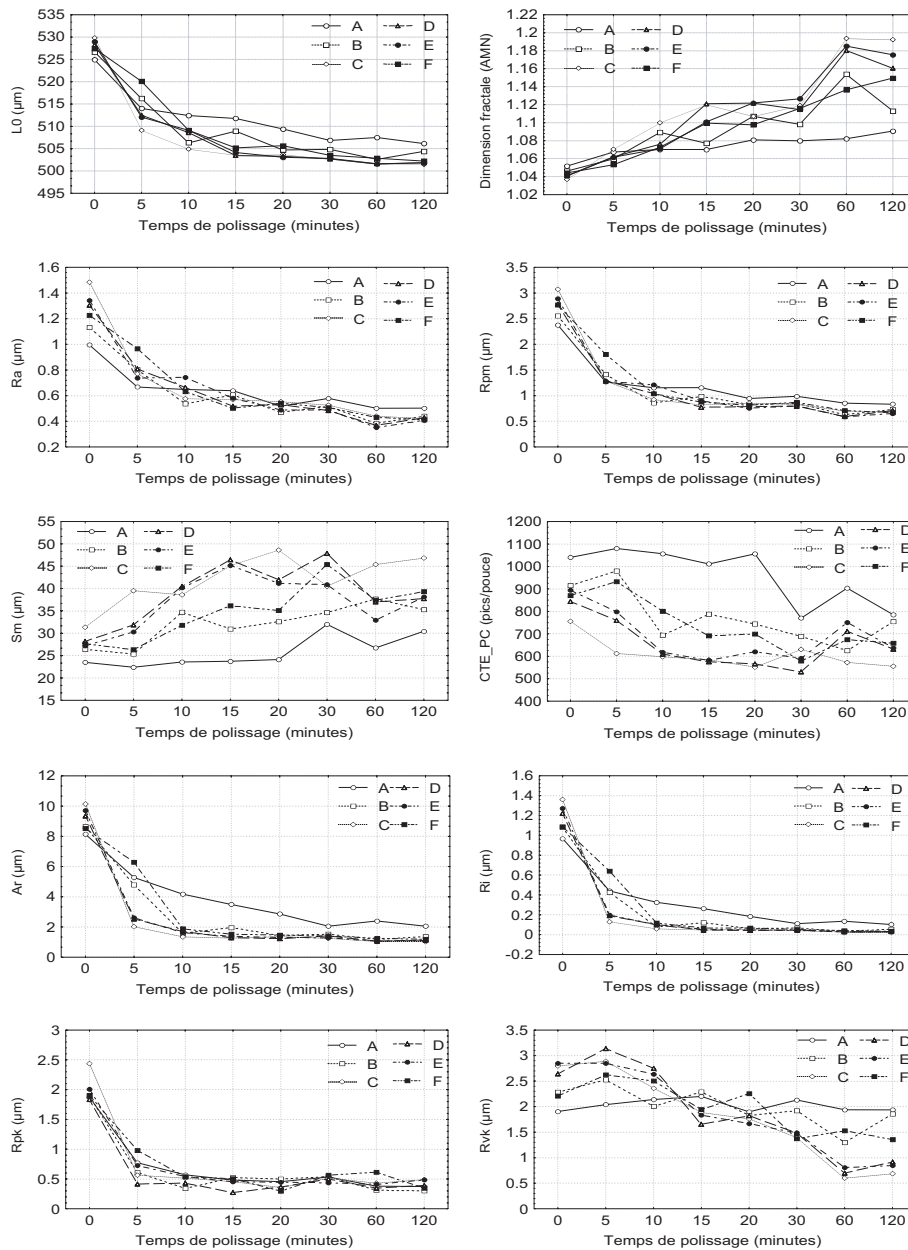 535
530
525
520
515
510
505
500
495
L0 (µm)
A
B
C
D
E
F
0 5 10 15 20 30 60 120
Temps de polissage (minutes)
1.22
1.2
1.18
1.16
1.14
1.12
1.1
1.08
1.06
1.04
1.02
Dimension fractale (AMN)
A
B
C
D
E
F
0 5 10 15 20 30 60 120
Temps de polissage (minutes)
1.6
1.4
1.2
1
0.8
0.6
0.4
0.2
Ra (µm)
A
B
C
D
E
F
0 5 10 15 20 30 60 120
Temps de polissage (minutes)
3.5
3
2.5
2
1.5
1
0.5
0
Rpm (µm)
A
B
C
D
E
F
0 5 10 15 20 30 60 120
Temps de polissage (minutes)
55
50
45
40
35
30
25
20
15
Sm (µm)
A
B
C
D
E
F
0 5 10 15 20 30 60 120
Temps de polissage (minutes)
1200
1100
1000
900
800
700
600
500
400
CTE_PC (pics/pouce)
A
B
C
D
E
F
0 5 10 15 20 30 60 120
Temps de polissage (minutes)
12
10
8
6
4
2
0
Ar (µm)
A
B
C
D
E
F
0 5 10 15 20 30 60 120
Temps de polissage (minutes)
1.6
1.4
1.2
1
0.8
0.6
0.4
0.2
0
-0.2
Ri (µm)
A
B
C
D
E
F
0 5 10 15 20 30 60 120
Temps de polissage (minutes)
3
2.5
2
1.5
1
0.5
0
Rpk (µm)
A
B
C
D
E
F
0 5 10 15 20 30 60 120
Temps de polissage (minutes)
3.5
3
2.5
2
1.5
1
0.5
0
Rvk (µm)
A
B
C
D
E
F
0 5 10 15 20 30 60 120
Temps de polissage (minutes)